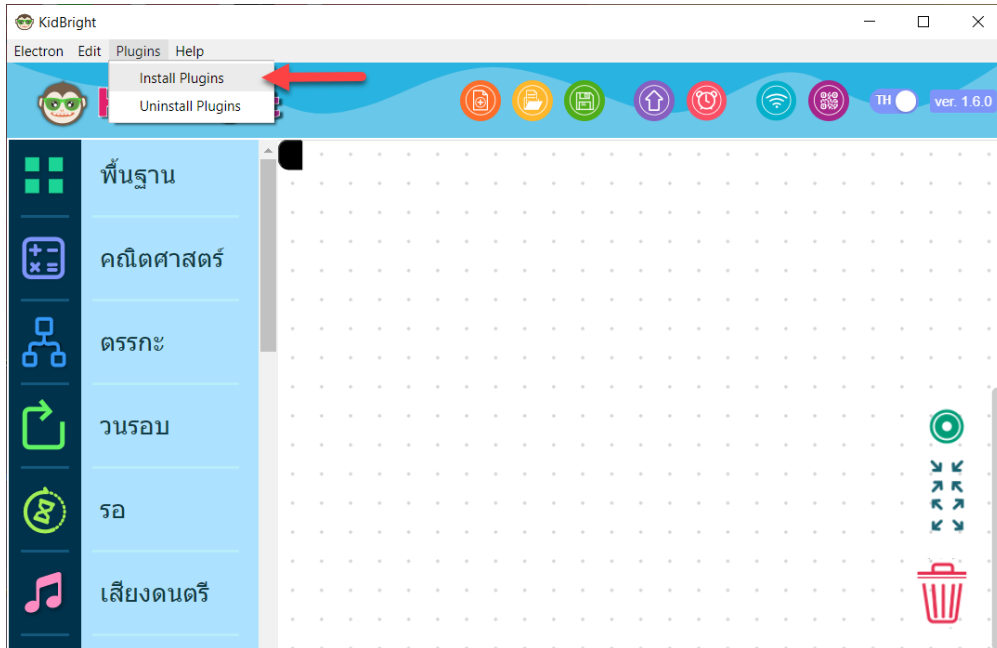 KidBright
Electron Edit Plugins Help
Install Plugins
Uninstall Plugins
TH
ver. 1.6.0
พื้นฐาน
คณิตศาสตร์
ตรรกะ
วนรอบ
รอ
เสียงดนตรี